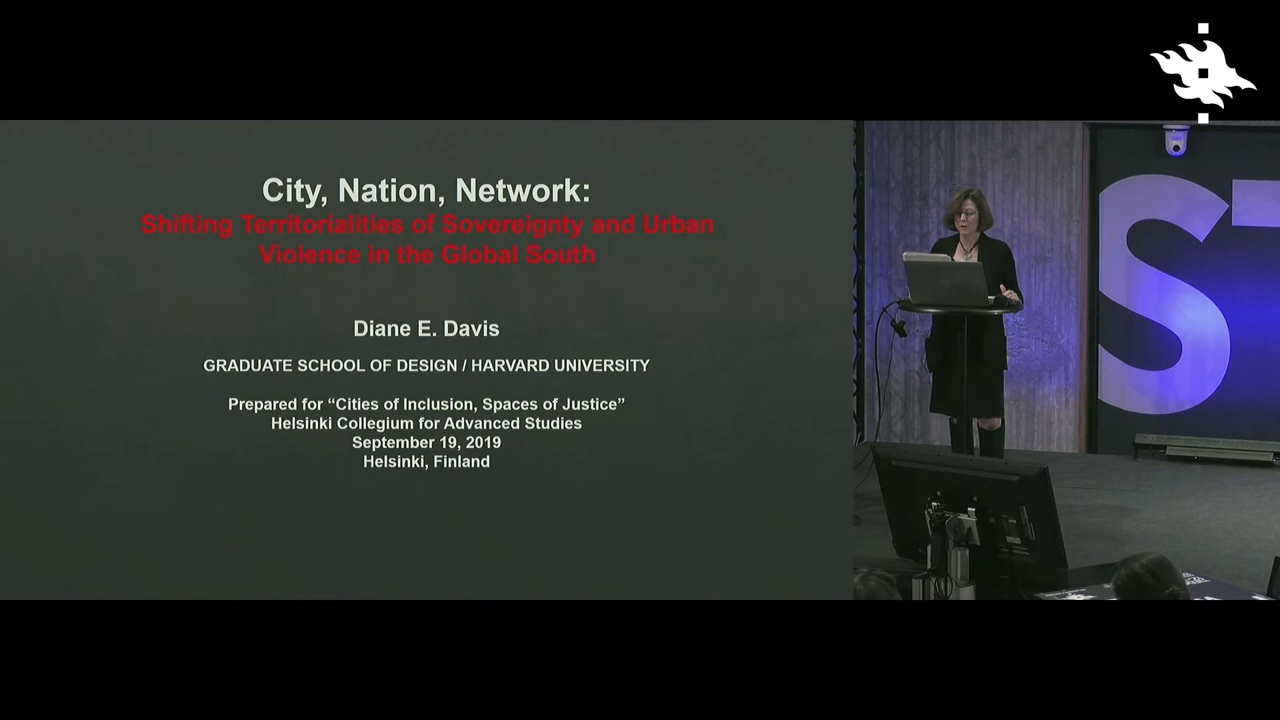 City, Nation, Network:
Shifting Territorialities of Sovereignty and Urban
Violence in the Global South
Diane E. Davis
GRADUATE SCHOOL OF DESIGN / HARVARD UNIVERSITY
Prepared for “Cities of Inclusion, Spaces of Justice”
Helsinki Collegium for Advanced Studies
September 19, 2019
Helsinki, Finland
ST